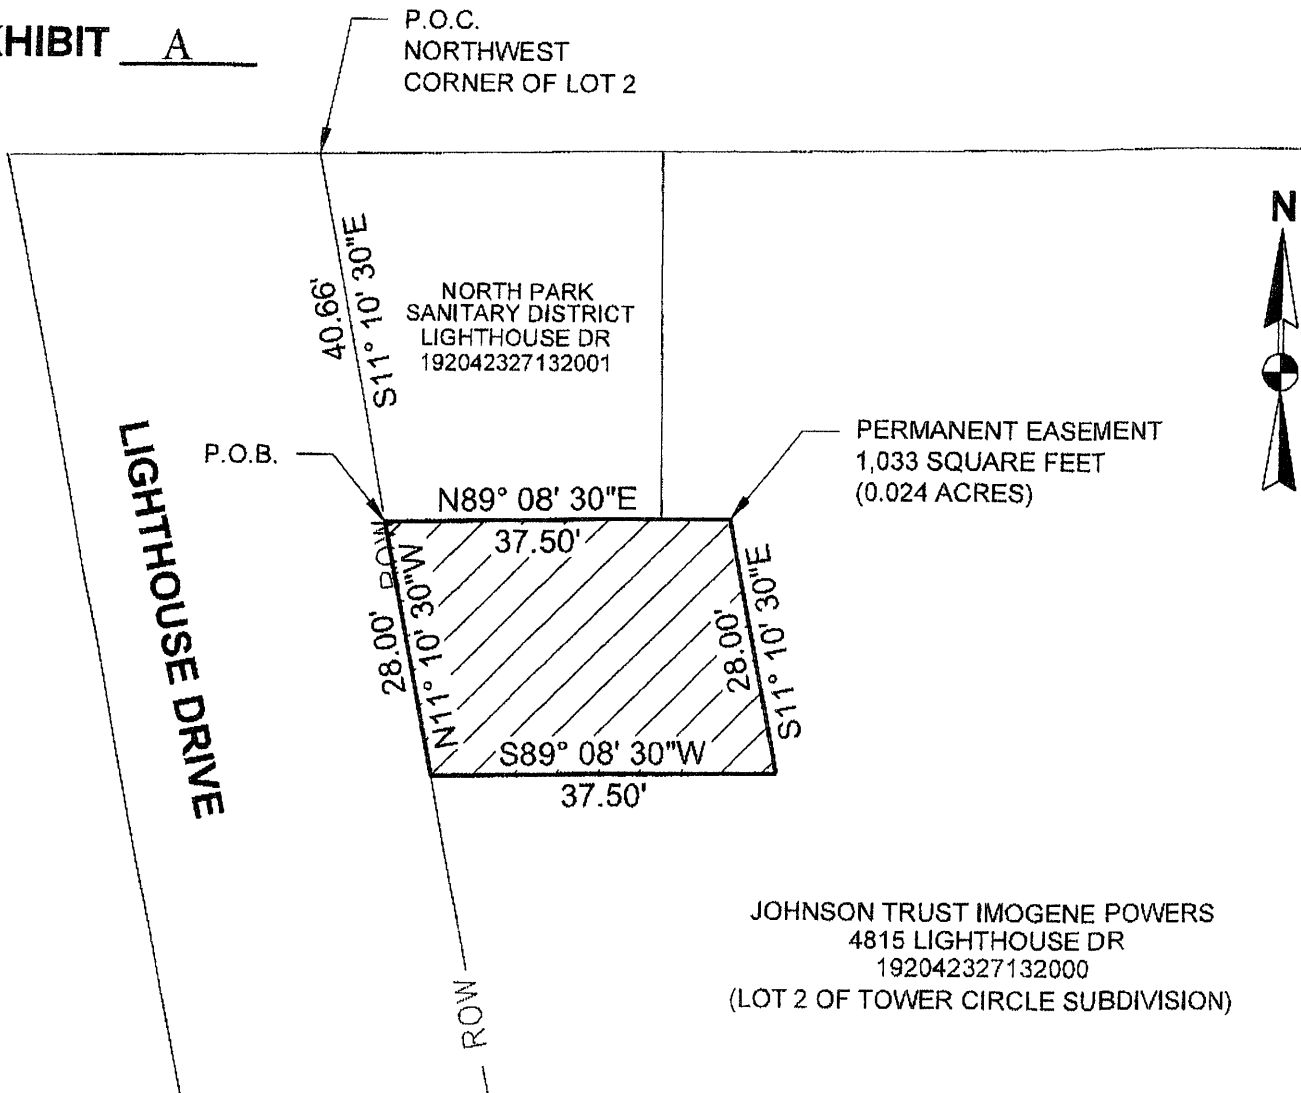 HIBIT A
P.O.C.
NORTHWEST
CORNER OF LOT 2
N
40.66'
S11° 10' 30"E
NORTH PARK
SANITARY DISTRICT
LIGHTHOUSE DR
192042327132001
LIGHTHOUSE DRIVE
P.O.B.
PERMANENT EASEMENT
1,033 SQUARE FEET
(0.024 ACRES)
N89° 08' 30"E
37.50'
ROW
28.00'
N11° 10' 30"W
28.00'
S11° 10' 30"E
S89° 08' 30"W
37.50'
JOHNSON TRUST IMOGENE POWERS
4815 LIGHTHOUSE DR
192042327132000
(LOT 2 OF TOWER CIRCLE SUBDIVISION)
ROW